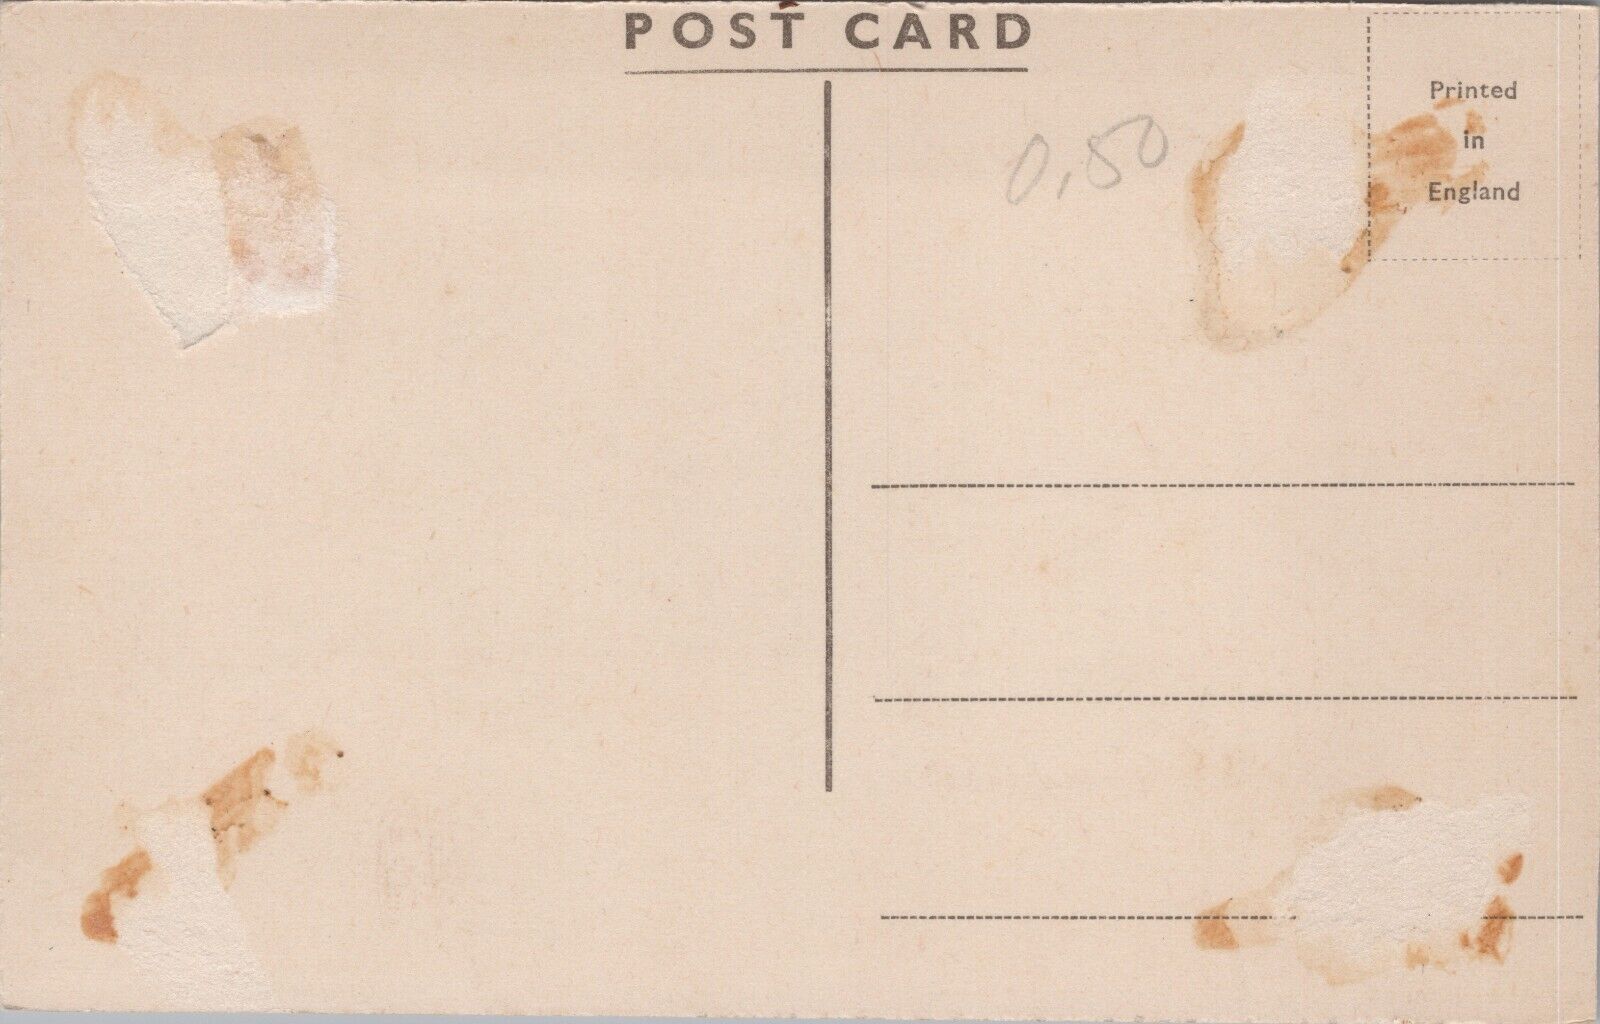 POST CARD
0,50
Printed
in
England